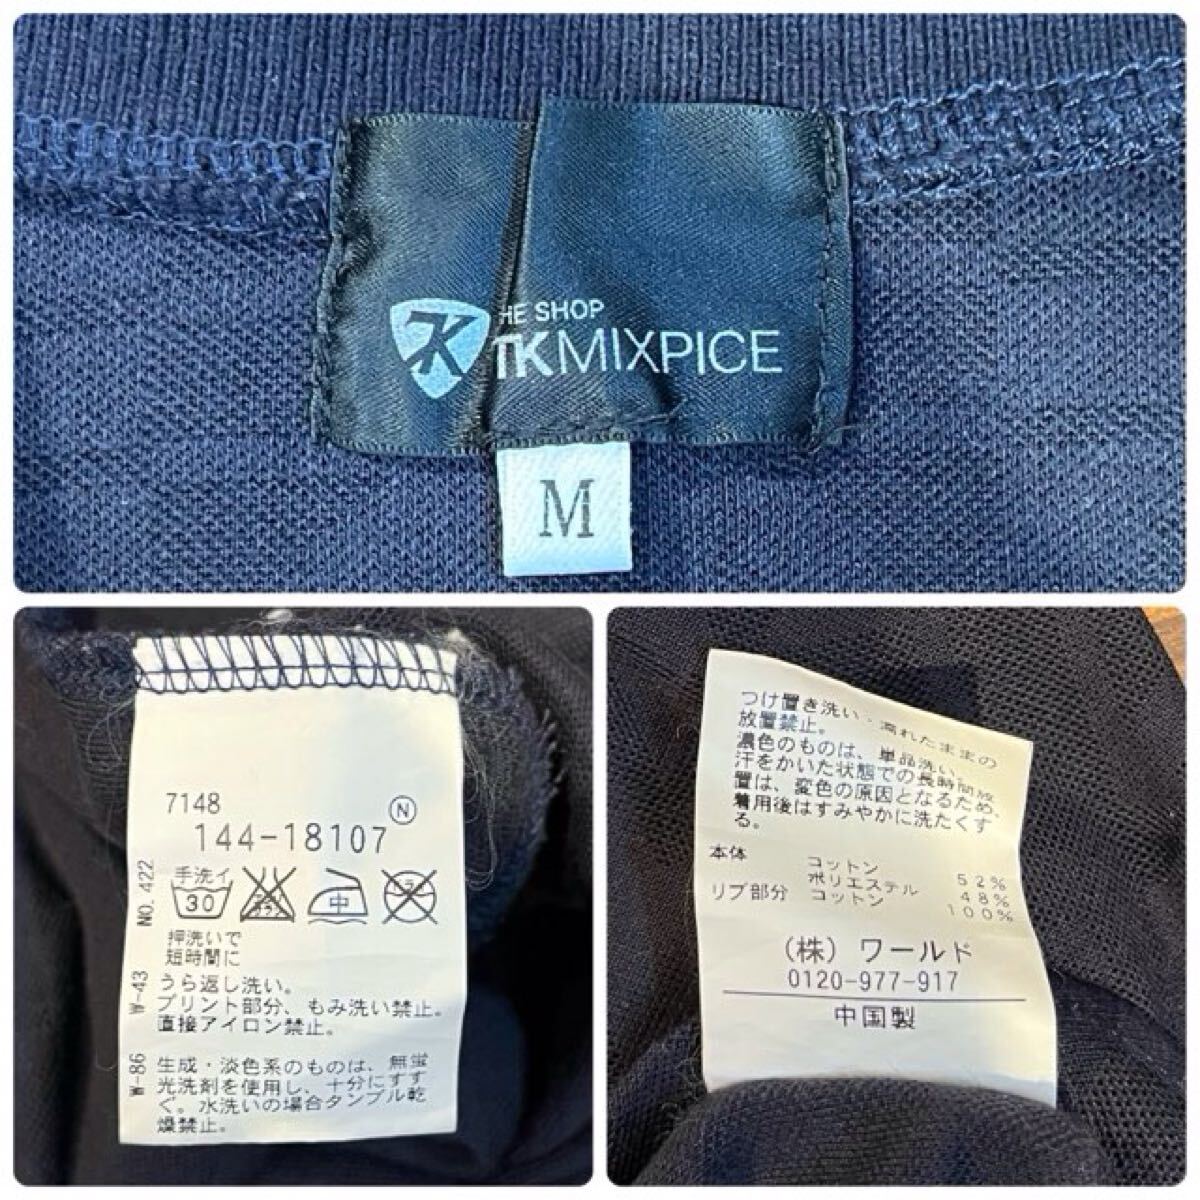 HE SHOP
TKMIXPICE
M
7148
N
144-18107
手洗イ
30
中
押洗いで
短時間に
NO. 422
W-43
うら返し洗い。
プリント部分、もみ洗い禁止。
直接アイロン禁止。
W-86
生成・淡色系のものは、無蛍
光洗剤を使用し、十分にすす
ぐ。水洗いの場合タンブル乾
燥禁止。
つけ置き洗い・濡れたままの
放置禁止。
濃色のものは、単品洗い。
汗をかいた状態での長時間放
置は、変色の原因となるため、
着用後はすみやかに洗たくす
る。
本体 コットン 52%
ポリエステル 48%
リブ部分 コットン 100%
(株) ワールド
0120-977-917
中国製